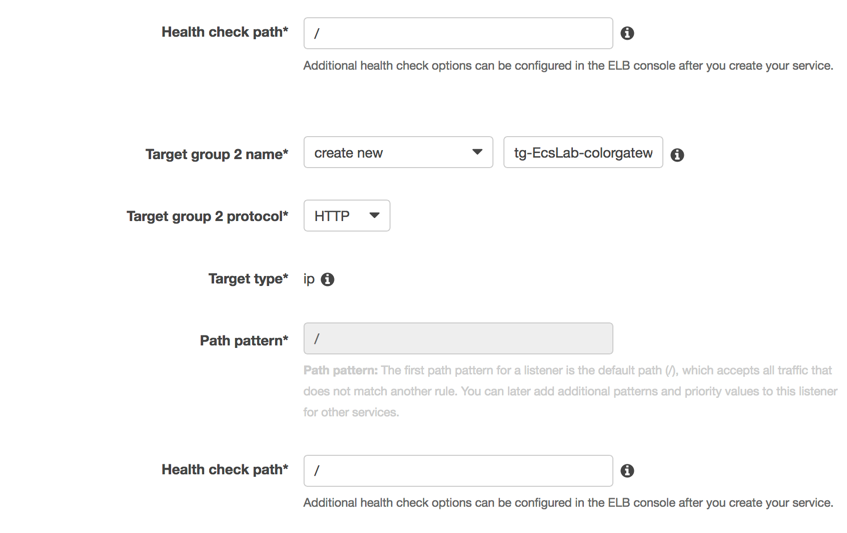 Health check path* /
Additional health check options can be configured in the ELB console after you create your service.
Target group 2 name* create new tg-EcsLab-colorgatew
Target group 2 protocol* HTTP
Target type* ip
Path pattern* /
Path pattern: The first path pattern for a listener is the default path (/), which accepts all traffic that
does not match another rule. You can later add additional patterns and priority values to this listener
for other services.
Health check path* /
Additional health check options can be configured in the ELB console after you create your service.